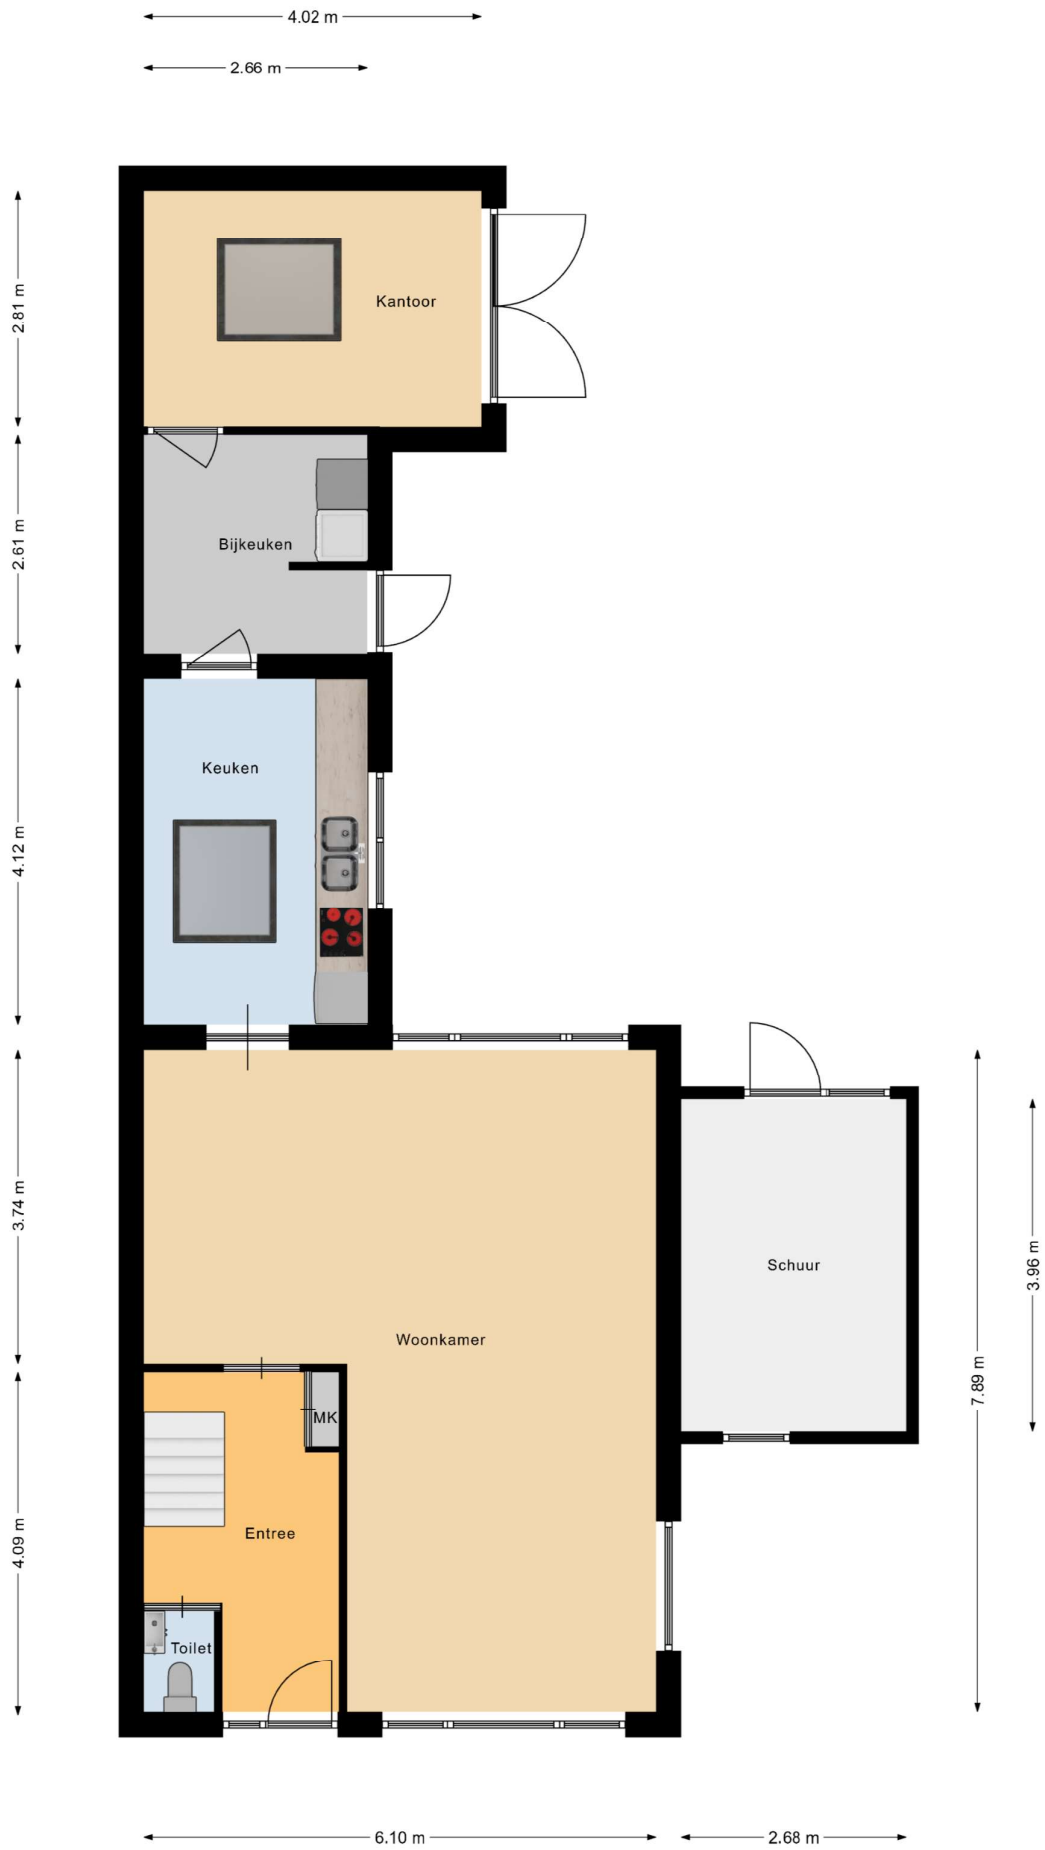 4.02 m
2.66 m
2.81 m
Kantoor
2.61 m
Bijkeuken
Keuken
4.12 m
3.74 m
Schuur
3.96 m
Woonkamer
7.89 m
MK
Entree
4.09 m
Toilet
6.10 m
2.68 m